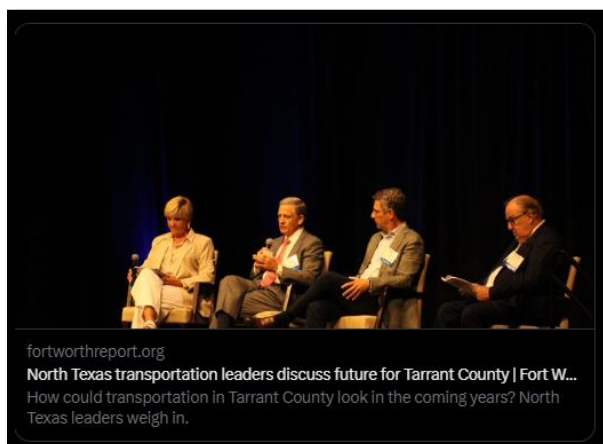 fortworthreport.org
North Texas transportation leaders discuss future for Tarrant County | Fort W...
How could transportation in Tarrant County look in the coming years? North
Texas leaders weigh in.